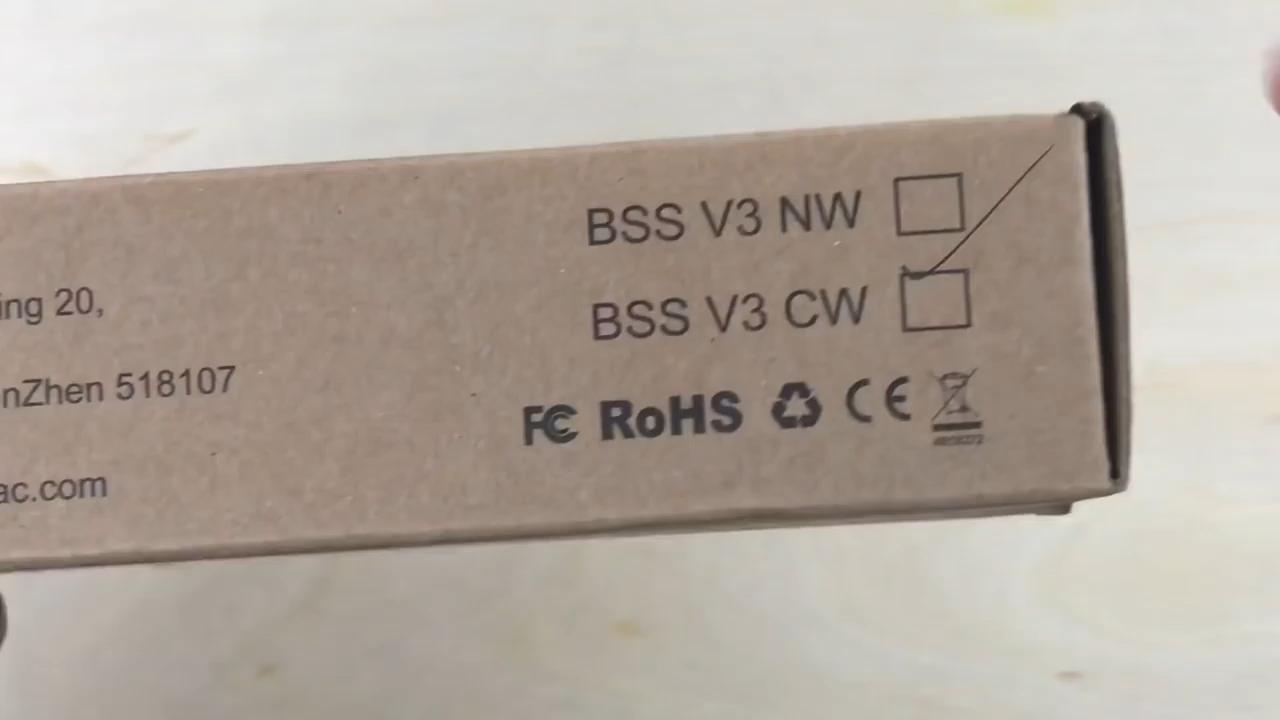 BSS V3 NW
ing 20,
BSS V3 CW
nZhen 518107
FC RoHS CE
ac.com